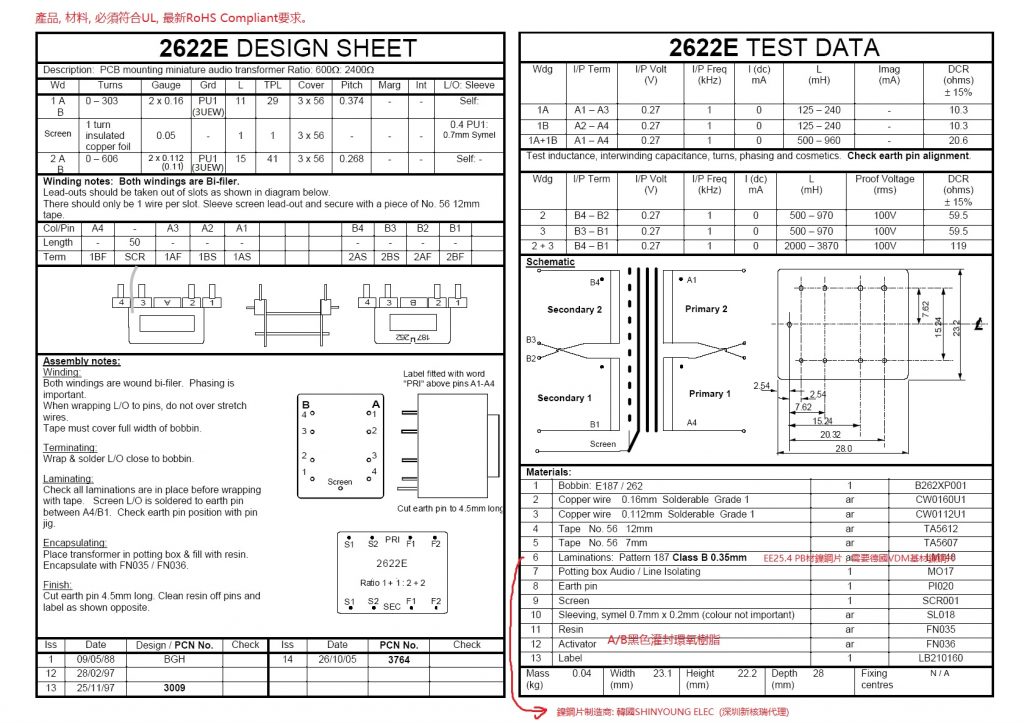 產品, 材料, 必須符合UL, 最新RoHS Compliant要求。
2622E DESIGN SHEET
Description: PCB mounting miniature audio transformer Ratio: 600Ω: 2400Ω
Wd Turns Gauge Grd L TPL Cover Pitch Marg Int L/O: Sleeve
1 A B 0 – 303 2 x 0.16 PU1 (3UEW) 11 29 3 x 56 0.374 - - Self:
Screen 1 turn insulated copper foil 0.05 - 1 1 3 x 56 - - - 0.4 PU1: 0.7mm Symel
2 A B 0 – 606 2 x 0.112 (0.11) PU1 (3UEW) 15 41 3 x 56 0.268 - - Self: -
Winding notes: Both windings are Bi-filer.
Lead-outs should be taken out of slots as shown in diagram below.
There should only be 1 wire per slot. Sleeve screen lead-out and secure with a piece of No. 56 12mm
tape.
Col/Pin A4 - A3 A2 A1 B4 B3 B2 B1
Length - 50 - - - - - - -
Term 1BF SCR 1AF 1BS 1AS 2AS 2BS 2AF 2BF
4 3 A 2 1
4 3 B 2 1
187 262
Assembly notes:
Winding:
Both windings are wound bi-filer. Phasing is
important.
When wrapping L/O to pins, do not over stretch
wires.
Tape must cover full width of bobbin.
Terminating:
Wrap & solder L/O close to bobbin.
Laminating:
Check all laminations are in place before wrapping
with tape. Screen L/O is soldered to earth pin
between A4/B1. Check earth pin position with pin
jig.
Encapsulating:
Place transformer in potting box & fill with resin.
Encapsulate with FN035 / FN036.
Finish:
Cut earth pin 4.5mm long. Clean resin off pins and
label as shown opposite.
Label fitted with word
"PRI" above pins A1-A4
B A
4 1
3 2
2 3
1 4
Screen
Cut earth pin to 4.5mm long
S1 S2 PRI F1 F2
2622E
Ratio 1 + 1 : 2 + 2
S1 S2 SEC F1 F2
Iss Date Design / PCN No. Check Iss Date PCN No. Check
1 09/05/88 BGH 14 26/10/05 3764
12 28/02/97
13 25/11/97 3009
2622E TEST DATA
Wdg I/P Term I/P Volt (V) I/P Freq (kHz) I (dc) mA L (mH) Imag (mA) DCR (ohms) ± 15%
1A A1 – A3 0.27 1 0 125 – 240 - 10.3
1B A2 – A4 0.27 1 0 125 – 240 - 10.3
1A+1B A1 – A4 0.27 1 0 500 – 960 - 20.6
Test inductance, interwinding capacitance, turns, phasing and cosmetics. Check earth pin alignment.
Wdg I/P Term I/P Volt (V) I/P Freq (kHz) I (dc) mA L (mH) Proof Voltage (rms) DCR (ohms) ± 15%
2 B4 – B2 0.27 1 0 500 - 970 100V 59.5
3 B3 – B1 0.27 1 0 500 - 970 100V 59.5
2 + 3 B4 – B1 0.27 1 0 2000 - 3870 100V 119
Schematic
B4 A1
Secondary 2 Primary 2
B3
B2
Secondary 1 Primary 1
B1 A4
Screen
7.62
15.24
23.2
2.54
2.54
7.62
15.24
20.32
28.0
Materials:
1 Bobbin: E187 / 262 1 B262XP001
2 Copper wire 0.16mm Solderable Grade 1 ar CW0160U1
3 Copper wire 0.112mm Solderable Grade 1 ar CW0112U1
4 Tape No. 56 12mm ar TA5612
5 Tape No. 56 7mm ar TA5607
6 Laminations: Pattern 187 Class B 0.35mm EE25.4 PB材鎳鋼片
7 Potting box Audio / Line Isolating 1 MO17
8 Earth pin 1 PI020
9 Screen 1 SCR001
10 Sleeving, symel 0.7mm x 0.2mm (colour not important) ar SL018
11 Resin ar FN035
A/B黑色灌封環氧樹脂
12 Activator ar FN036
13 Label 1 LB210160
Mass (kg) 0.04 Width (mm) 23.1 Height (mm) 22.2 Depth (mm) 28 Fixing centres N / A
鎳鋼片制造商: 韓國SHINYOUNG ELEC (深圳新核瑞代理)